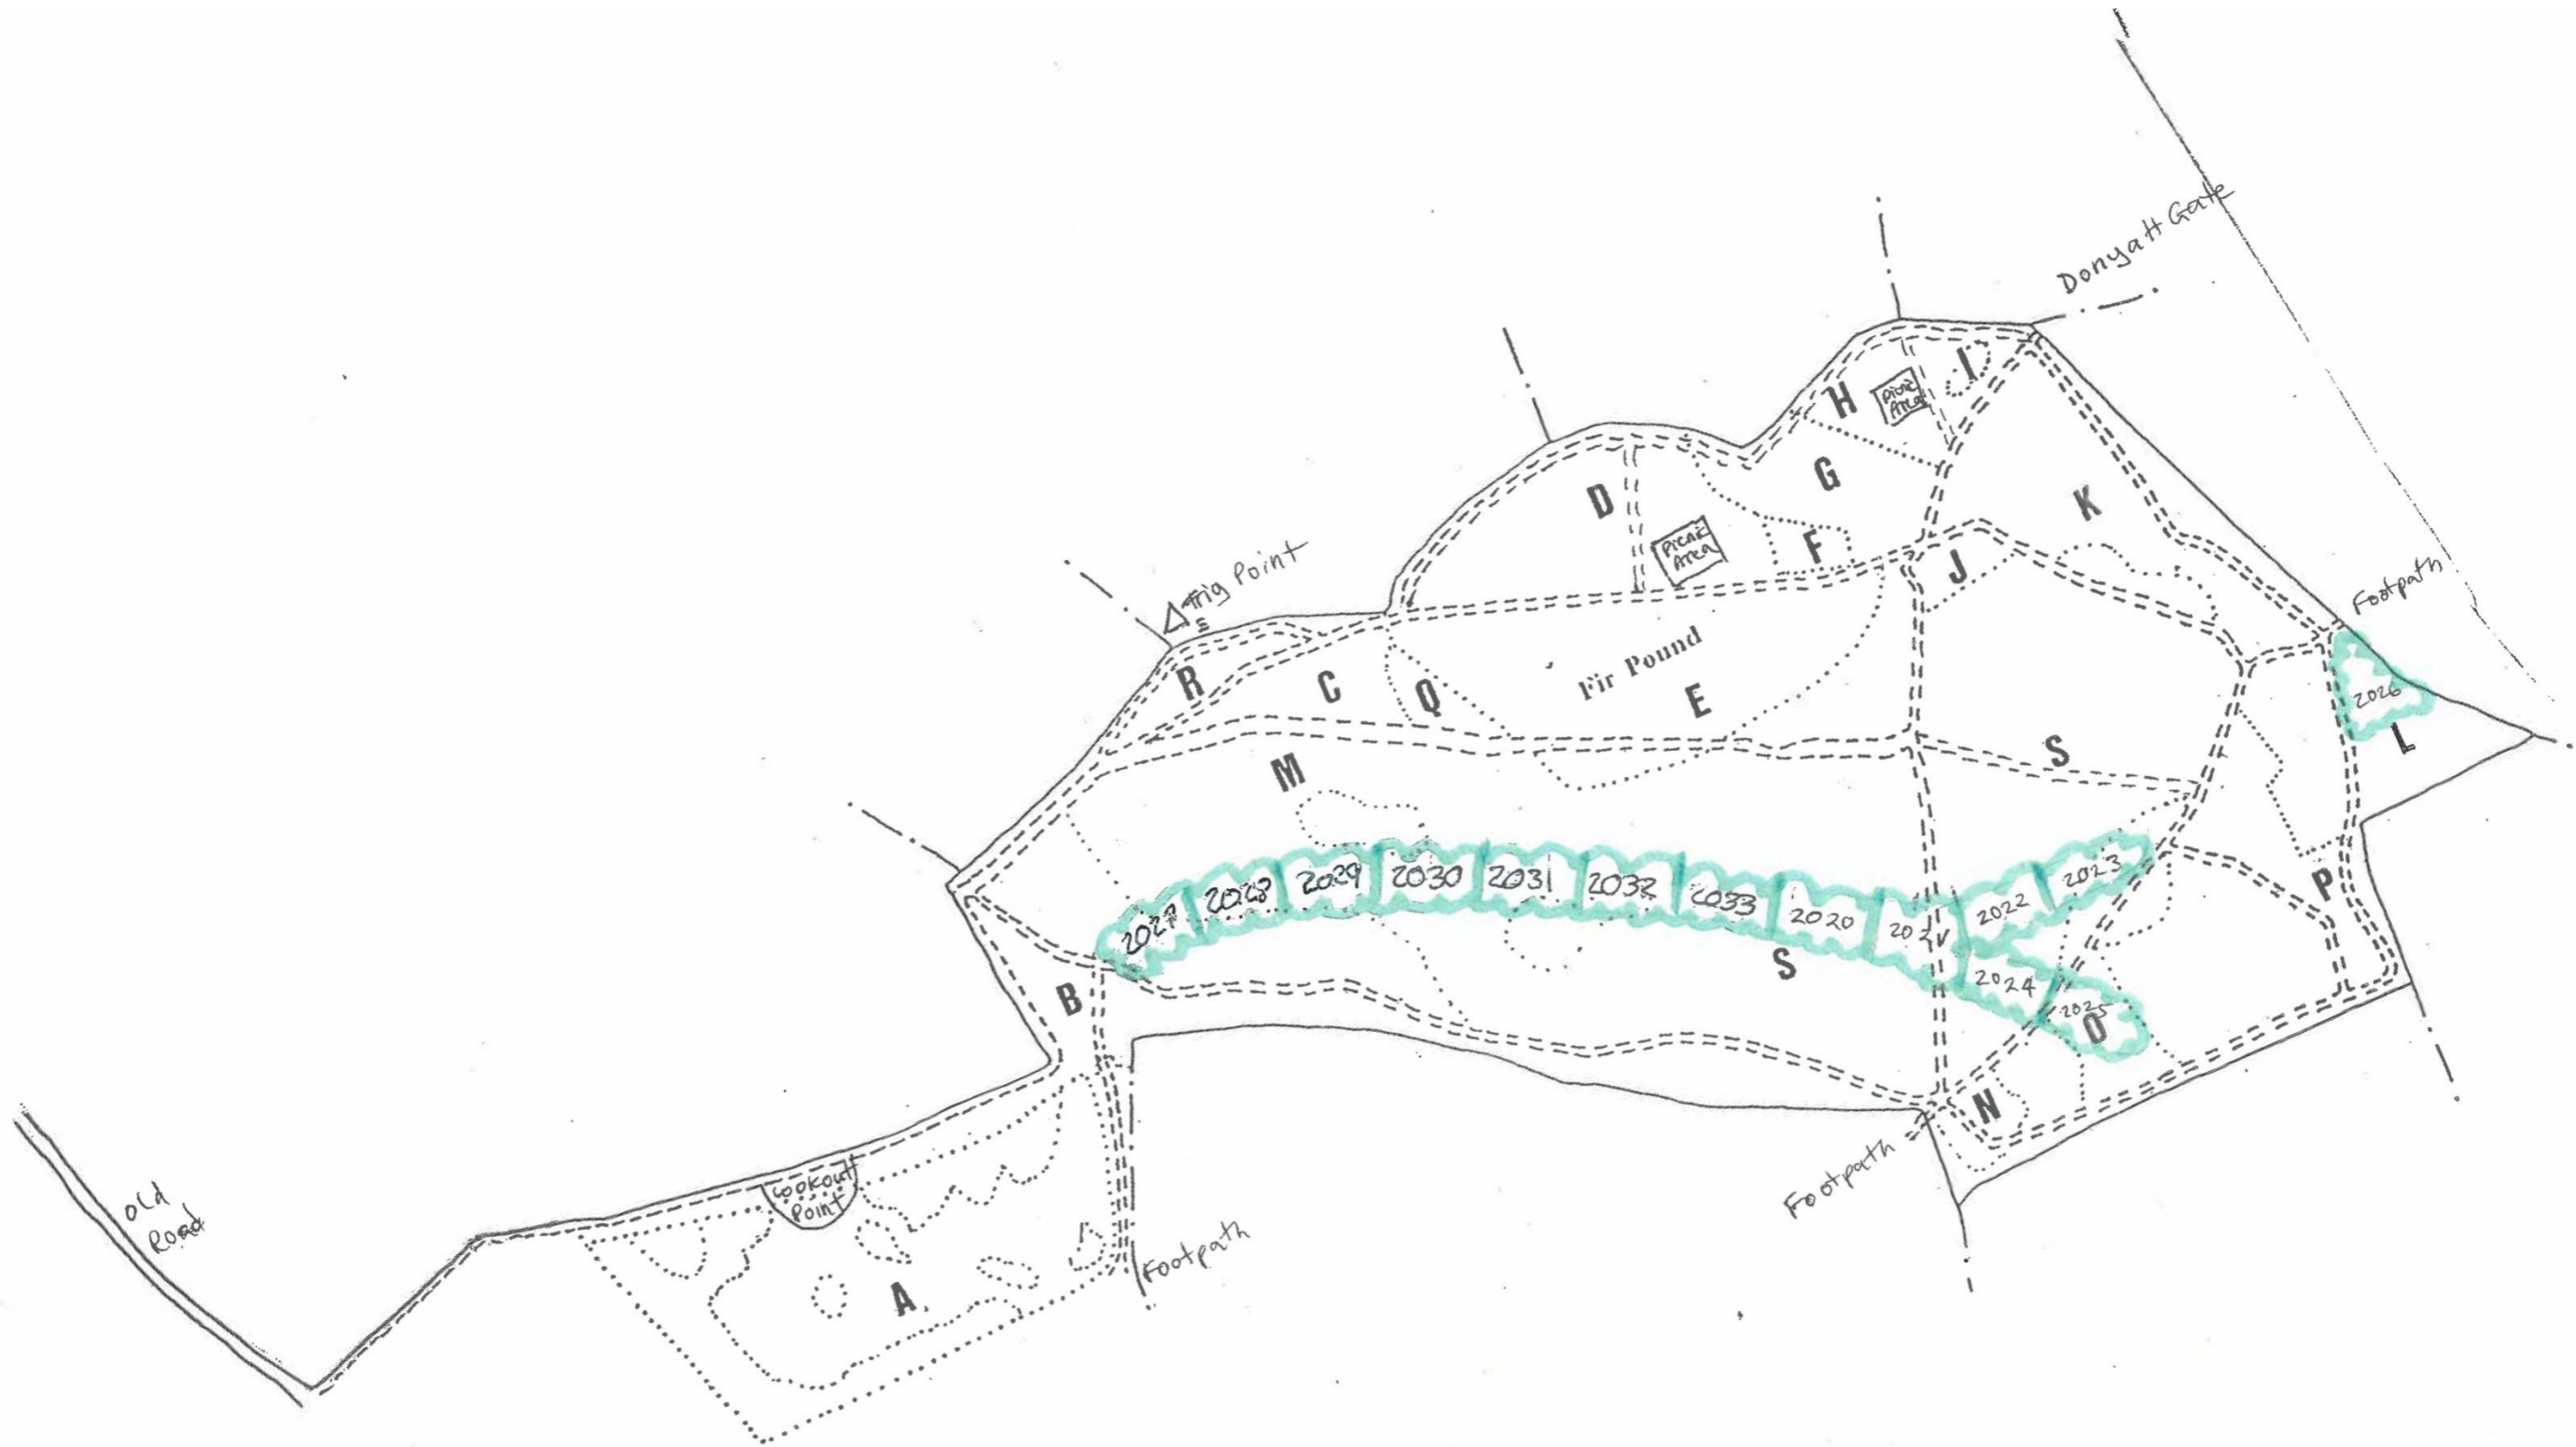 Donyatt Gate
I
H
Picnic
Area
G
D
K
F
Picnic
Area
J
Trig Point
Footpath
Fir Pound
R
C
Q
E
2026
L
S
M
2027
2028
2029
2030
2031
2032
2033
2020
2021
2022
2023
P
S
2024
2025
O
B
N
Lookout
Point
Footpath
Old
Road
Footpath
A